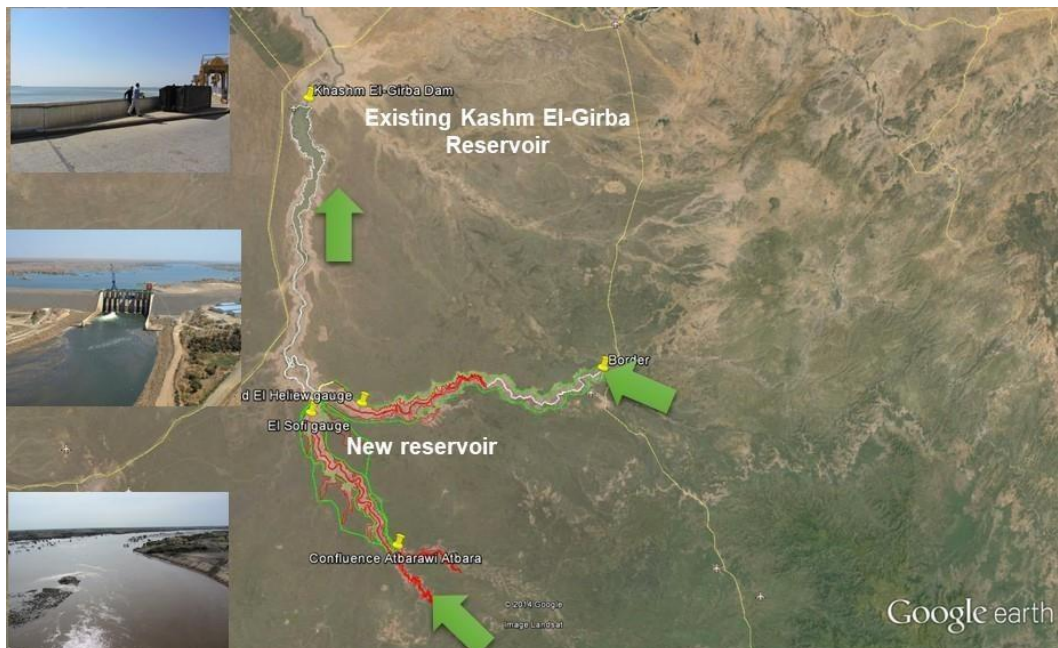 Khashm El-Girba Dam
Existing Kashm El-Girba
Reservoir
Border
d El Heliew gauge
El Sofi gauge
New reservoir
Confluence Atbarawi Atbara
© 2014 Google
Image Landsat
Google earth